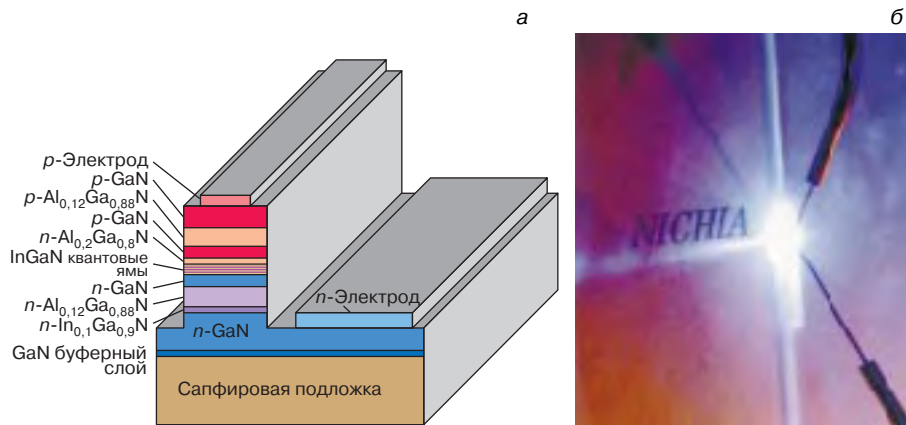 а
б
p-Электрод
p-GaN
p-Al0,12Ga0,88N
p-GaN
n-Al0,2Ga0,8N
InGaN квантовые
ямы
n-GaN
n-Al0,12Ga0,88N
n-In0,1Ga0,9N
GaN буферный
слой
n-Электрод
n-GaN
Сапфировая подложка
NICHIA